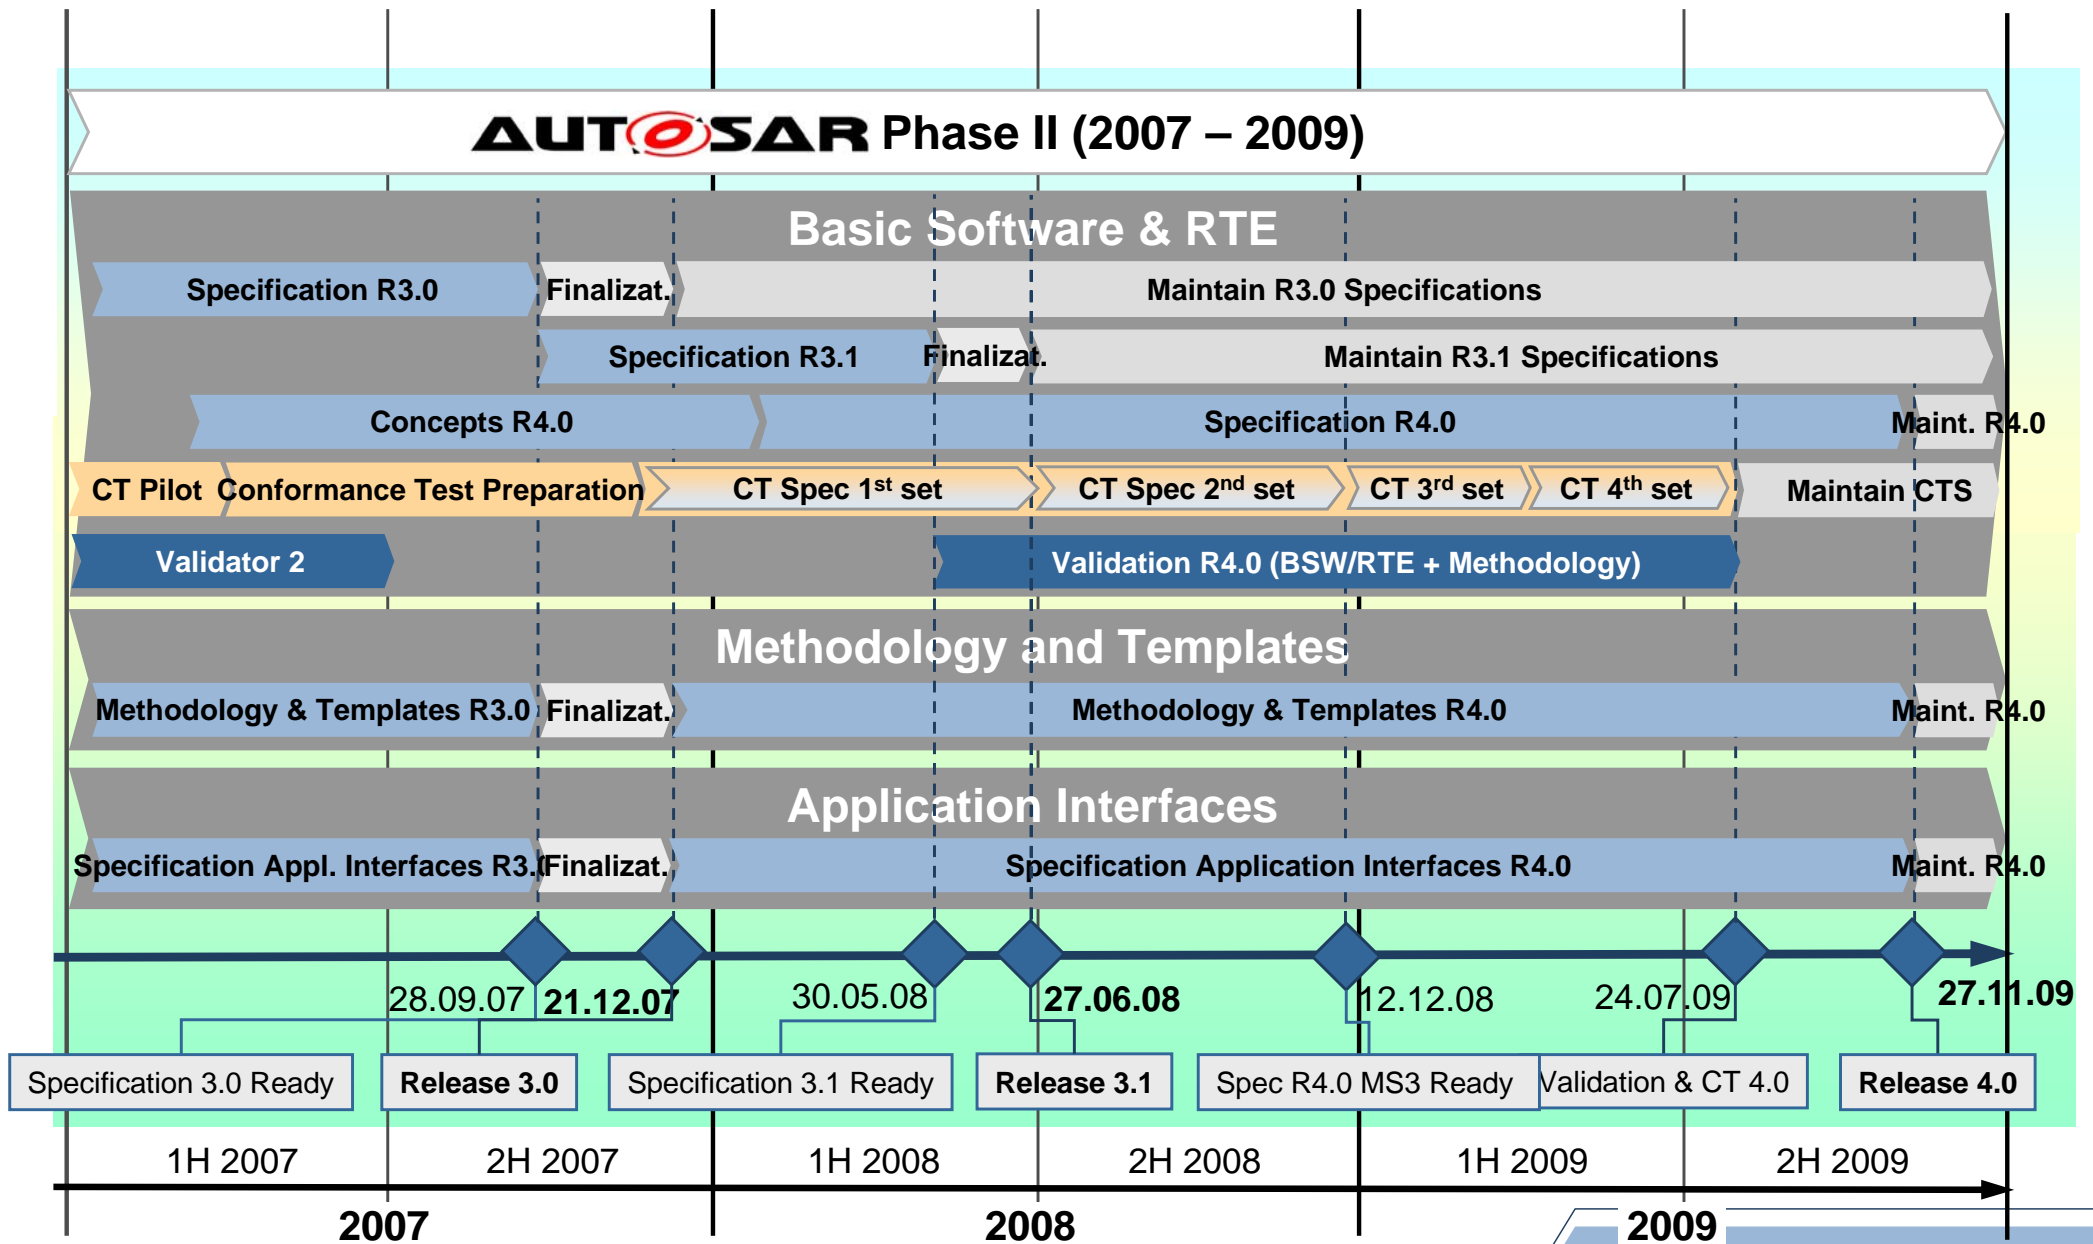 AUTOSAR Phase II (2007 – 2009)
Basic Software & RTE
Specification R3.0 Finalizat. Maintain R3.0 Specifications
Specification R3.1 Finalizat. Maintain R3.1 Specifications
Concepts R4.0 Specification R4.0 Maint. R4.0
CT Pilot Conformance Test Preparation CT Spec 1st set CT Spec 2nd set CT 3rd set CT 4th set Maintain CTS
Validator 2 Validation R4.0 (BSW/RTE + Methodology)
Methodology and Templates
Methodology & Templates R3.0 Finalizat. Methodology & Templates R4.0 Maint. R4.0
Application Interfaces
Specification Appl. Interfaces R3.0 Finalizat. Specification Application Interfaces R4.0 Maint. R4.0
28.09.07 21.12.07 30.05.08 27.06.08 12.12.08 24.07.09 27.11.09
Specification 3.0 Ready Release 3.0 Specification 3.1 Ready Release 3.1 Spec R4.0 MS3 Ready Validation & CT 4.0 Release 4.0
1H 2007 2H 2007 1H 2008 2H 2008 1H 2009 2H 2009
2007 2008 2009